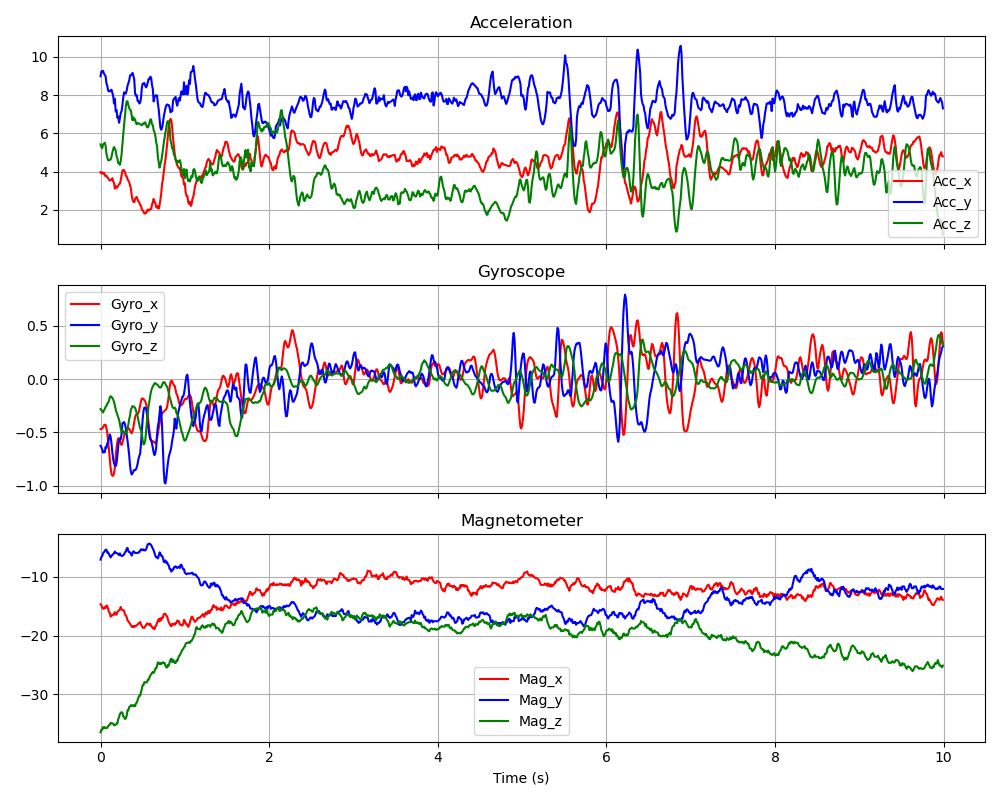 Acceleration
10
8
6
4
2
Acc_x
Acc_y
Acc_z
Gyroscope
0.5
0.0
−0.5
−1.0
Gyro_x
Gyro_y
Gyro_z
Magnetometer
−10
−20
−30
Mag_x
Mag_y
Mag_z
0 2 4 6 8 10
Time (s)